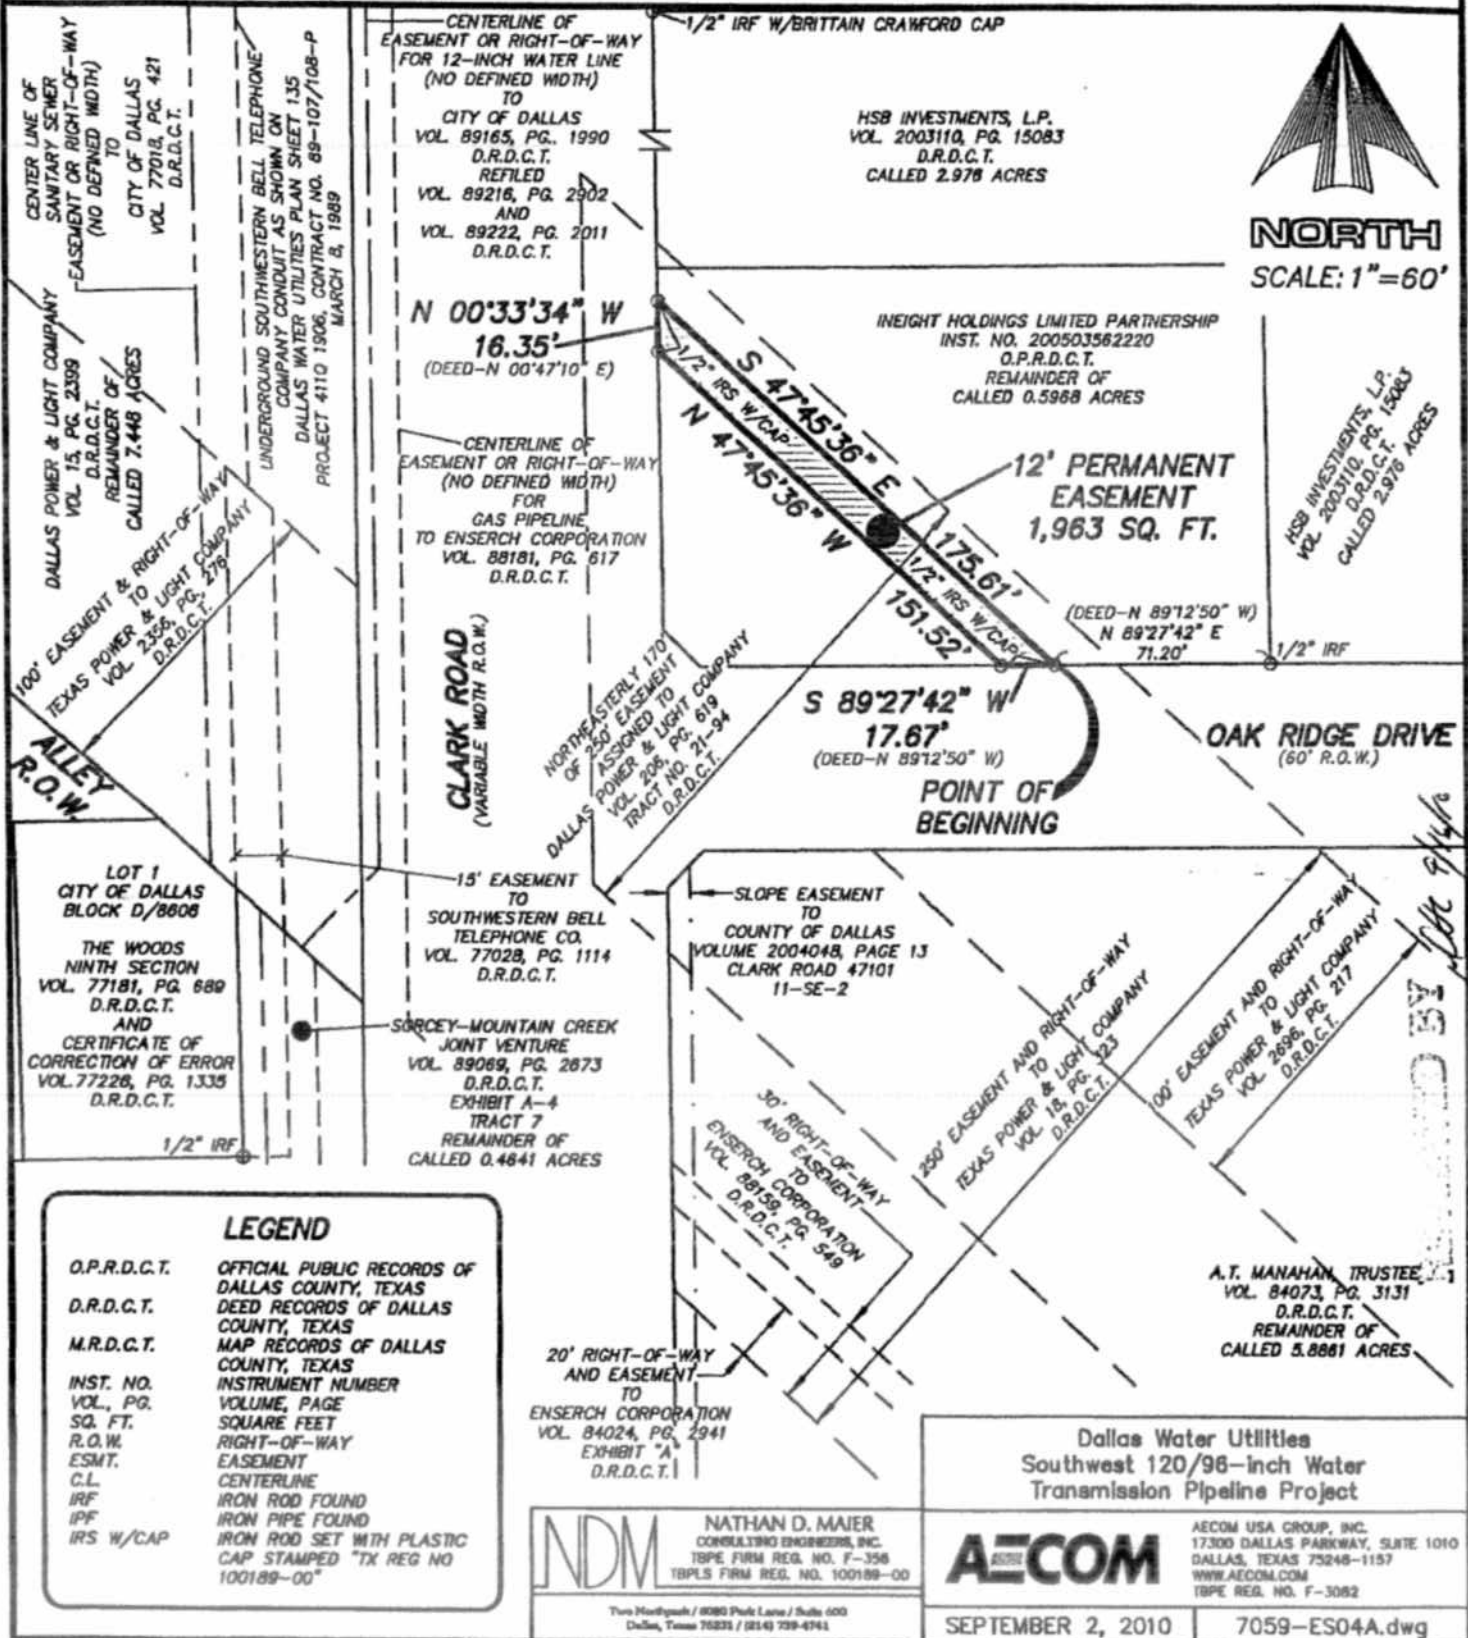 CENTER LINE OF
SANITARY SEWER
EASEMENT OR RIGHT-OF-WAY
(NO DEFINED WIDTH)
TO
CITY OF DALLAS
VOL. 77018, PG. 421
D.R.D.C.T.
UNDERGROUND SOUTHWESTERN BELL TELEPHONE
COMPANY CONDUIT AS SHOWN ON
DALLAS WATER UTILITIES PLAN SHEET 135
PROJECT 4110 1906, CONTRACT NO. 89-107/108-P
MARCH 8, 1989
CENTERLINE OF
EASEMENT OR RIGHT-OF-WAY
FOR 12-INCH WATER LINE
(NO DEFINED WIDTH)
TO
CITY OF DALLAS
VOL. 89165, PG.. 1990
D.R.D.C.T.
REFILED
VOL. 89216, PG. 2902
AND
VOL. 89222, PG. 2011
D.R.D.C.T.
1/2" IRF W/BRITTAIN CRAWFORD CAP
HSB INVESTMENTS, L.P.
VOL. 2003110, PG. 15083
D.R.D.C.T.
CALLED 2.976 ACRES
NORTH
SCALE: 1"=60'
DALLAS POWER & LIGHT COMPANY
VOL. 15, PG. 2399
D.R.D.C.T.
REMAINDER OF
CALLED 7.448 ACRES
N 00°33'34" W
16.35'
(DEED-N 00°47'10" E)
INEIGHT HOLDINGS LIMITED PARTNERSHIP
INST. NO. 200503562220
O.P.R.D.C.T.
REMAINDER OF
CALLED 0.5968 ACRES
HSB INVESTMENTS, L.P.
VOL. 2003110, PG. 15083
D.R.D.C.T.
CALLED 2.976 ACRES
S 47°45'36" E
1/2" IRS W/CAP
N 47°45'36" W
12' PERMANENT
EASEMENT
1,963 SQ. FT.
CENTERLINE OF
EASEMENT OR RIGHT-OF-WAY
(NO DEFINED WIDTH)
FOR
GAS PIPELINE
TO ENSERCH CORPORATION
VOL. 88181, PG. 617
D.R.D.C.T.
175.61'
1/2" IRS W/CAP
151.52'
(DEED-N 89°12'50" W)
N 89°27'42" E
71.20'
1/2" IRF
100' EASEMENT & RIGHT-OF-WAY
TO
TEXAS POWER & LIGHT COMPANY
VOL. 2356, PG. 276
D.R.D.C.T.
CLARK ROAD
(VARIABLE WIDTH R.O.W.)
NORTHEASTERLY 170'
OF 250' EASEMENT
ASSIGNED TO
DALLAS POWER & LIGHT COMPANY
VOL. 206, PG. 619
TRACT NO. 21-94
D.R.D.C.T.
S 89°27'42" W
17.67'
(DEED-N 89°12'50" W)
OAK RIDGE DRIVE
(60' R.O.W.)
POINT OF
BEGINNING
ALLEY
R.O.W.
LOT 1
CITY OF DALLAS
BLOCK D/8606
THE WOODS
NINTH SECTION
VOL. 77181, PG. 689
D.R.D.C.T.
AND
CERTIFICATE OF
CORRECTION OF ERROR
VOL.77226, PG. 1335
D.R.D.C.T.
1/2" IRF
15' EASEMENT
TO
SOUTHWESTERN BELL
TELEPHONE CO.
VOL. 77028, PG. 1114
D.R.D.C.T.
SLOPE EASEMENT
TO
COUNTY OF DALLAS
VOLUME 2004048, PAGE 13
CLARK ROAD 47101
11-SE-2
SORCEY-MOUNTAIN CREEK
JOINT VENTURE
VOL. 89069, PG. 2673
D.R.D.C.T.
EXHIBIT A-4
TRACT 7
REMAINDER OF
CALLED 0.4641 ACRES
30' RIGHT-OF-WAY
AND EASEMENT
TO
ENSERCH CORPORATION
VOL. 88159, PG. 549
D.R.D.C.T.
250' EASEMENT AND RIGHT-OF-WAY
TO
TEXAS POWER & LIGHT COMPANY
VOL. 18, PG. 123
D.R.D.C.T.
100' EASEMENT AND RIGHT-OF-WAY
TO
TEXAS POWER & LIGHT COMPANY
VOL. 2696, PG. 217
D.R.D.C.T.
BY
A.T. MANAHAN, TRUSTEE
VOL. 84073, PG. 3131
D.R.D.C.T.
REMAINDER OF
CALLED 5.8861 ACRES
20' RIGHT-OF-WAY
AND EASEMENT
TO
ENSERCH CORPORATION
VOL. 84024, PG. 2941
EXHIBIT "A"
D.R.D.C.T.
LEGEND
O.P.R.D.C.T. OFFICIAL PUBLIC RECORDS OF
DALLAS COUNTY, TEXAS
D.R.D.C.T. DEED RECORDS OF DALLAS
COUNTY, TEXAS
M.R.D.C.T. MAP RECORDS OF DALLAS
COUNTY, TEXAS
INST. NO. INSTRUMENT NUMBER
VOL., PG. VOLUME, PAGE
SQ. FT. SQUARE FEET
R.O.W. RIGHT-OF-WAY
ESMT. EASEMENT
C.L. CENTERLINE
IRF IRON ROD FOUND
IPF IRON PIPE FOUND
IRS W/CAP IRON ROD SET WITH PLASTIC
CAP STAMPED "TX REG NO
100189-00"
NDM
NATHAN D. MAIER
CONSULTING ENGINEERS, INC.
TBPE FIRM REG. NO. F-356
TBPLS FIRM REG. NO. 100189-00
Two Northpark / 8080 Park Lane / Suite 600
Dallas, Texas 75231 / (214) 739-4741
Dallas Water Utilities
Southwest 120/96-inch Water
Transmission Pipeline Project
AECOM
AECOM USA GROUP, INC.
17300 DALLAS PARKWAY, SUITE 1010
DALLAS, TEXAS 75248-1157
WWW.AECOM.COM
TBPE REG. NO. F-3082
SEPTEMBER 2, 2010
7059-ES04A.dwg